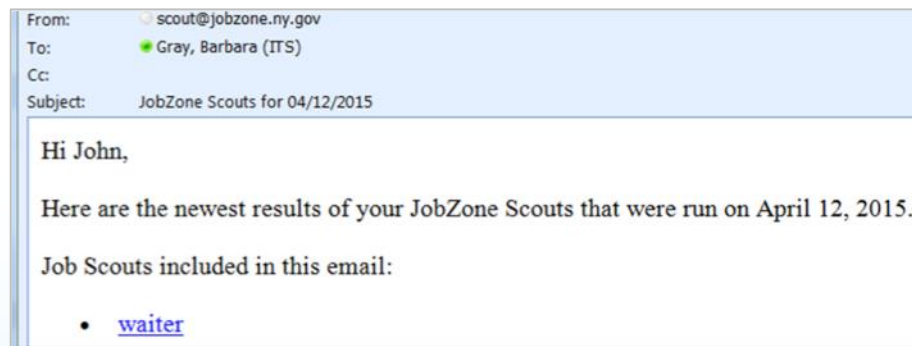 From: scout@jobzone.ny.gov
To: Gray, Barbara (ITS)
Cc:
Subject: JobZone Scouts for 04/12/2015
Hi John,
Here are the newest results of your JobZone Scouts that were run on April 12, 2015.
Job Scouts included in this email:
• waiter